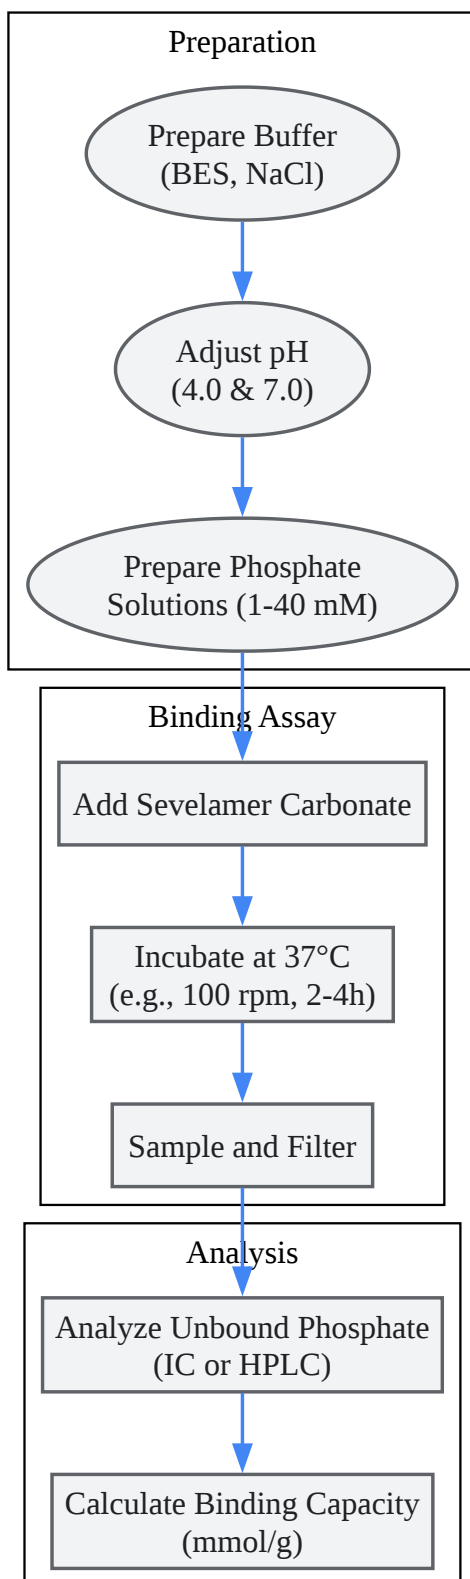 Preparation
Prepare Buffer
(BES, NaCl)
Adjust pH
(4.0 & 7.0)
Prepare Phosphate
Solutions (1-40 mM)
Binding Assay
Add Sevelamer Carbonate
Incubate at 37°C
(e.g., 100 rpm, 2-4h)
Sample and Filter
Analysis
Analyze Unbound Phosphate
(IC or HPLC)
Calculate Binding Capacity
(mmol/g)